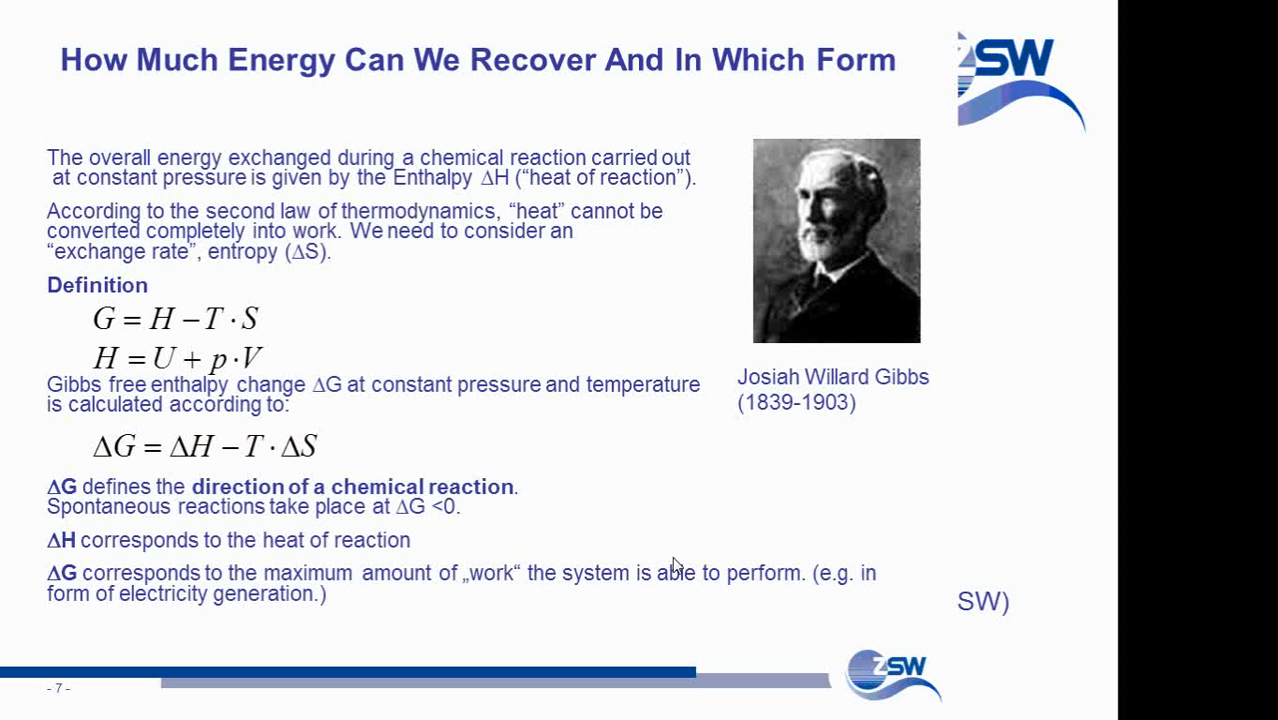 How Much Energy Can We Recover And In Which Form
ZSW
The overall energy exchanged during a chemical reaction carried out
at constant pressure is given by the Enthalpy ΔH (“heat of reaction”).
According to the second law of thermodynamics, “heat” cannot be
converted completely into work. We need to consider an
“exchange rate”, entropy (ΔS).
Definition
G = H − T · S
H = U + p · V
Gibbs free enthalpy change ΔG at constant pressure and temperature
is calculated according to:
Josiah Willard Gibbs
(1839-1903)
ΔG = ΔH − T · ΔS
ΔG defines the direction of a chemical reaction.
Spontaneous reactions take place at ΔG <0.
ΔH corresponds to the heat of reaction
ΔG corresponds to the maximum amount of „work“ the system is able to perform. (e.g. in
form of electricity generation.)
SW)
ZSW
- 7 -